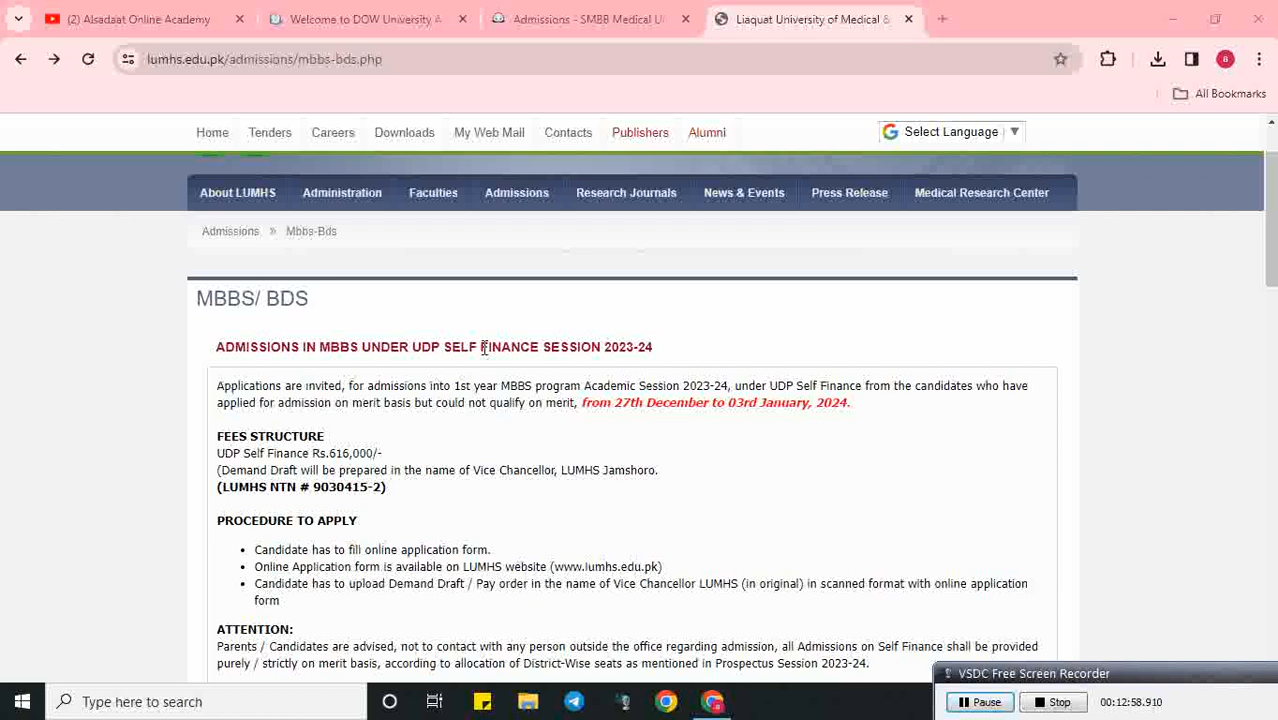 (2) Alsadaat Online Academy
Welcome to DOW University A
Admissions - SMBB Medical U
Liaquat University of Medical &
lumhs.edu.pk/admissions/mbbs-bds.php
8
All Bookmarks
Home Tenders Careers Downloads My Web Mail Contacts Publishers Alumni
Select Language
About LUMHS Administration Faculties Admissions Research Journals News & Events Press Release Medical Research Center
Admissions » Mbbs-Bds
MBBS/ BDS
ADMISSIONS IN MBBS UNDER UDP SELF FINANCE SESSION 2023-24
Applications are invited, for admissions into 1st year MBBS program Academic Session 2023-24, under UDP Self Finance from the candidates who have
applied for admission on merit basis but could not qualify on merit, from 27th December to 03rd January, 2024.
FEES STRUCTURE
UDP Self Finance Rs.616,000/-
(Demand Draft will be prepared in the name of Vice Chancellor, LUMHS Jamshoro.
(LUMHS NTN # 9030415-2)
PROCEDURE TO APPLY
• Candidate has to fill online application form.
• Online Application form is available on LUMHS website (www.lumhs.edu.pk)
• Candidate has to upload Demand Draft / Pay order in the name of Vice Chancellor LUMHS (in original) in scanned format with online application
form
ATTENTION:
Parents / Candidates are advised, not to contact with any person outside the office regarding admission, all Admissions on Self Finance shall be provided
purely / strictly on merit basis, according to allocation of District-Wise seats as mentioned in Prospectus Session 2023-24.
VSDC Free Screen Recorder
Pause Stop 00:12:58.910
Type here to search